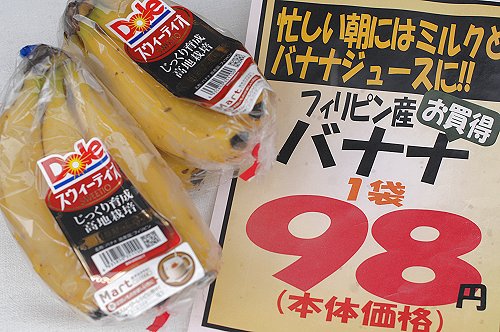 Dole
スウィーティオ
じっくり育成
高地栽培
Dole
スウィーティオ
じっくり育成
高地栽培
Mart
忙しい朝にはミルクと
バナナジュースに!!
フィリピン産
お買得
バナナ
1袋
98円
(本体価格)